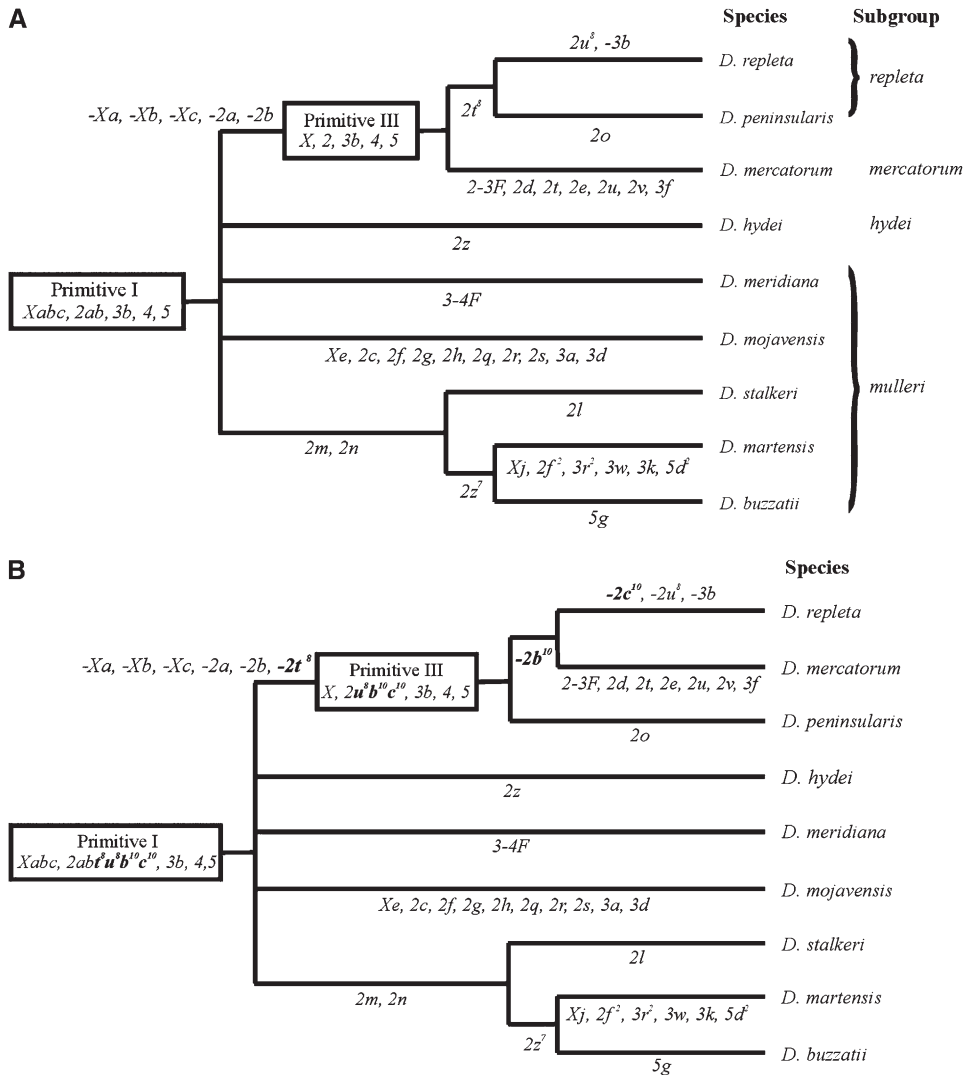 A
Species Subgroup
2u⁸, -3b
D. repleta
repleta
-Xa, -Xb, -Xc, -2a, -2b
Primitive III
X, 2, 3b, 4, 5
2t⁸
D. peninsularis
2o
D. mercatorum mercatorum
2-3F, 2d, 2t, 2e, 2u, 2v, 3f
D. hydei hydei
2z
Primitive I
Xabc, 2ab, 3b, 4, 5
D. meridiana
3-4F
D. mojavensis
Xe, 2c, 2f, 2g, 2h, 2q, 2r, 2s, 3a, 3d
mulleri
D. stalkeri
2l
2m, 2n
D. martensis
Xj, 2f², 3r², 3w, 3k, 5d²
2z⁷
D. buzzatii
5g
B
Species
-2c¹⁰, -2u⁸, -3b
D. repleta
-Xa, -Xb, -Xc, -2a, -2b, -2t⁸
Primitive III
X, 2u⁸b¹⁰c¹⁰, 3b, 4, 5
-2b¹⁰
D. mercatorum
2-3F, 2d, 2t, 2e, 2u, 2v, 3f
D. peninsularis
2o
D. hydei
2z
Primitive I
Xabc, 2abt⁸u⁸b¹⁰c¹⁰, 3b, 4,5
D. meridiana
3-4F
D. mojavensis
Xe, 2c, 2f, 2g, 2h, 2q, 2r, 2s, 3a, 3d
D. stalkeri
2l
2m, 2n
D. martensis
Xj, 2f², 3r², 3w, 3k, 5d²
2z⁷
D. buzzatii
5g